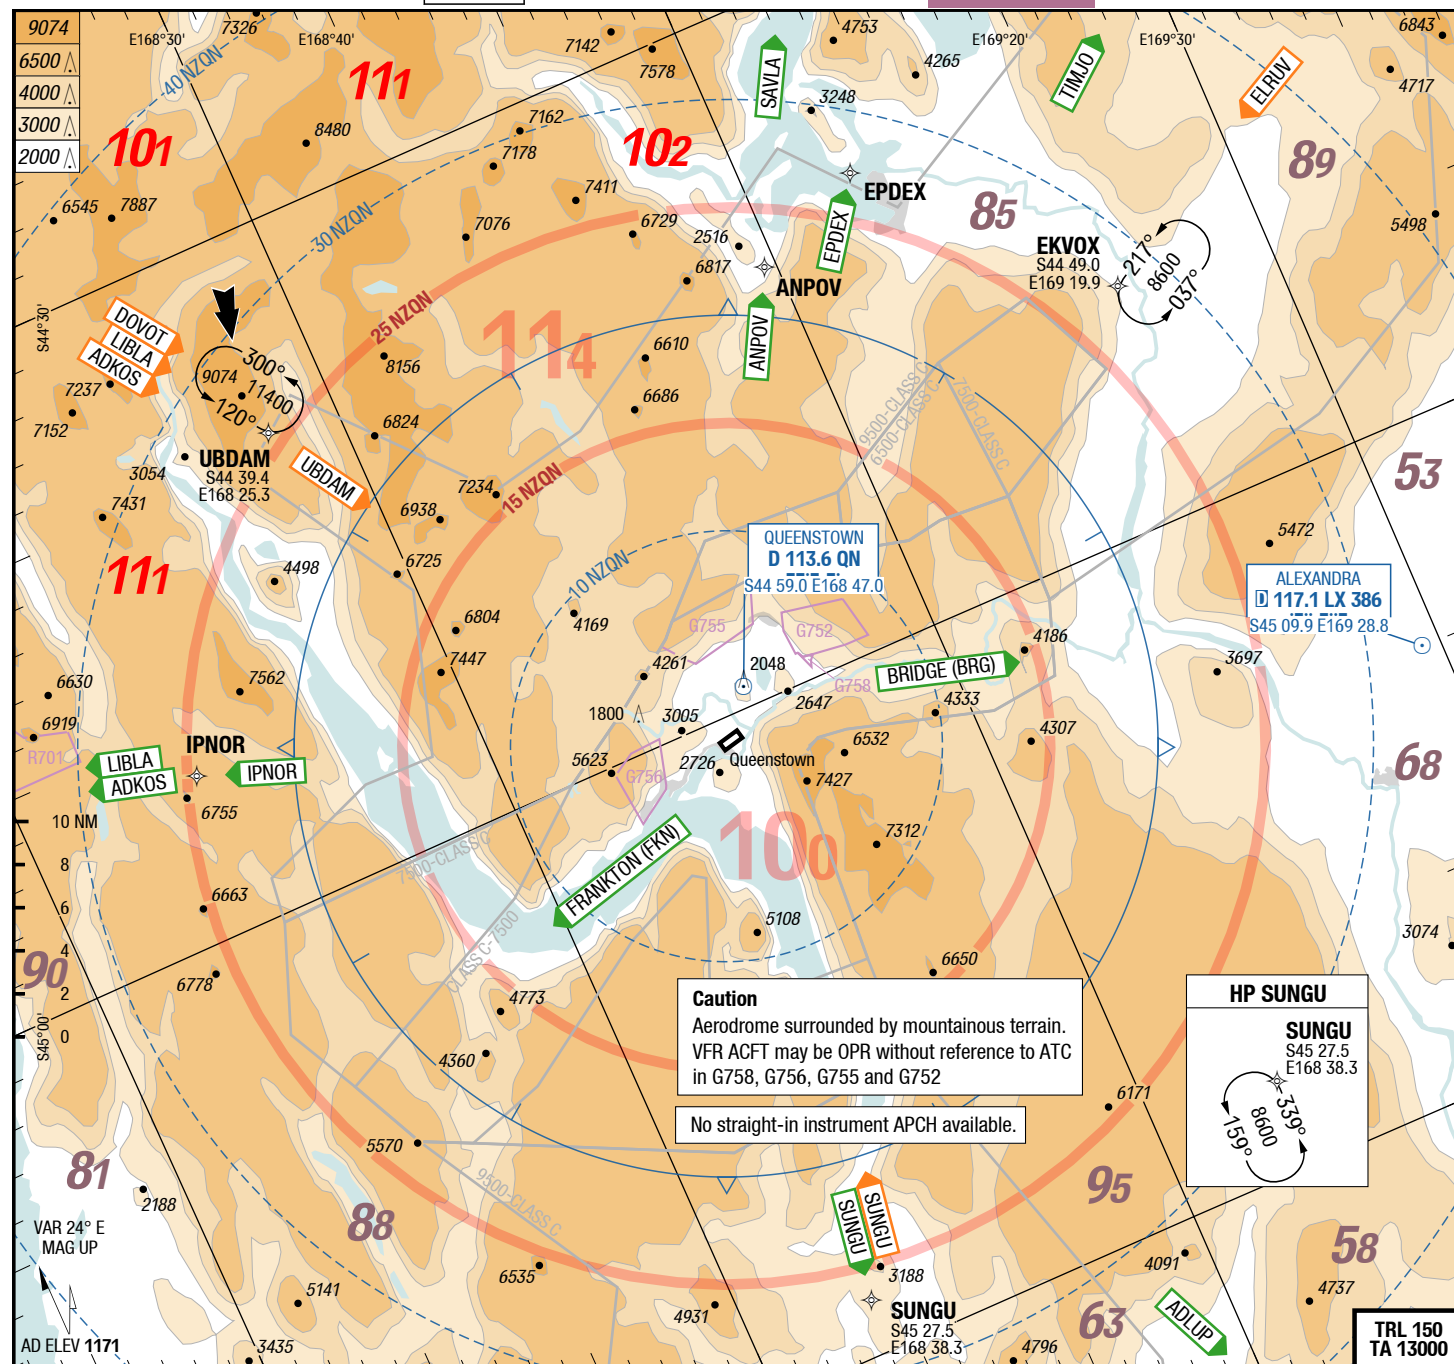 9074
6500
4000
3000
2000
E168°30'
7326
E168°40'
40 NZQN
111
101
8480
7142
7578
7162
7178
102
SAVLA
4753
4265
3248
E169°20'
E169°30'
TIMJO
ELRUV
6843
4717
89
5498
6545
7887
30 NZQN
7076
7411
6729
2516
6817
EPDEX
EPDEX
85
ANPOV
ANPOV
EKVOX
S44 49.0
E169 19.9
217°
8600
037°
S44°30'
DOVOT
LIBLA
ADKOS
7237
7152
300°
9074
11400
120°
25 NZQN
8156
114
6610
6686
6824
UBDAM
S44 39.4
E168 25.3
3054
7431
UBDAM
7234
6938
15 NZQN
9500-CLASS C
6500-CLASS C
7500-CLASS C
53
5472
111
4498
6725
10 NZQN
QUEENSTOWN
D 113.6 QN
S44 59.0 E168 47.0
ALEXANDRA
D 117.1 LX 386
S45 09.9 E169 28.8
6804
4169
G755
G752
7447
4261
2048
G758
BRIDGE (BRG)
4186
3697
6630
7562
6919
R701
IPNOR
LIBLA
ADKOS
IPNOR
6755
1800
3005
2647
4333
4307
5623
G756
2726
Queenstown
6532
7427
68
10 NM
8
6
4
2
0
7500-CLASS C
FRANKTON (FKN)
100
7312
6663
CLASS C-7500
5108
3074
90
6778
6650
S45°00'
4773
4360
Caution
Aerodrome surrounded by mountainous terrain.
VFR ACFT may be OPR without reference to ATC
in G758, G756, G755 and G752
No straight-in instrument APCH available.
HP SUNGU
SUNGU
S45 27.5
E168 38.3
339°
8600
159°
6171
5570
81
2188
9500-CLASS C
88
95
VAR 24° E
MAG UP
SUNGU
SUNGU
3188
4091
58
4737
6535
5141
4931
SUNGU
S45 27.5
E168 38.3
63
ADLUP
AD ELEV 1171
3435
4796
TRL 150
TA 13000